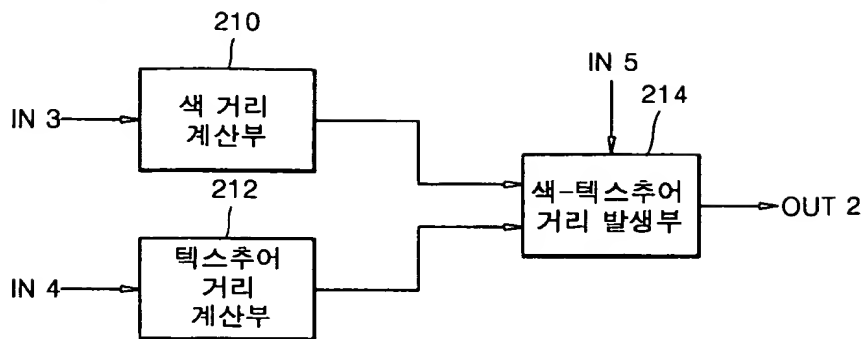 210
IN 3
색 거리
계산부
IN 5
214
색-텍스추어
거리 발생부
OUT 2
212
IN 4
텍스추어
거리
계산부